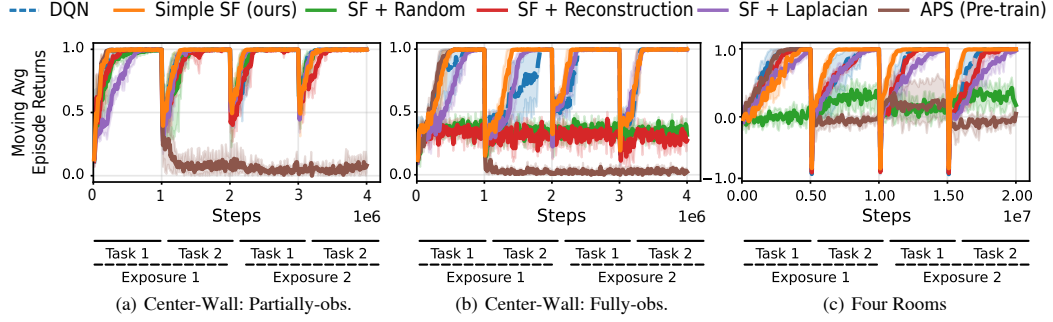 DQN Simple SF (ours) SF + Random SF + Reconstruction SF + Laplacian APS (Pre-train)
Moving Avg
Episode Returns
1.0
0.5
0.0
0 1 2 3 4
Steps 1e6
Task 1 Task 2 Task 1 Task 2
Exposure 1 Exposure 2
(a) Center-Wall: Partially-obs.
1.0
0.5
0.0
0 1 2 3 4
Steps 1e6
Task 1 Task 2 Task 1 Task 2
Exposure 1 Exposure 2
(b) Center-Wall: Fully-obs.
1.0
0.0
−1.0
0.00 0.50 1.00 1.50 2.00
Steps 1e7
Task 1 Task 2 Task 1 Task 2
Exposure 1 Exposure 2
(c) Four Rooms